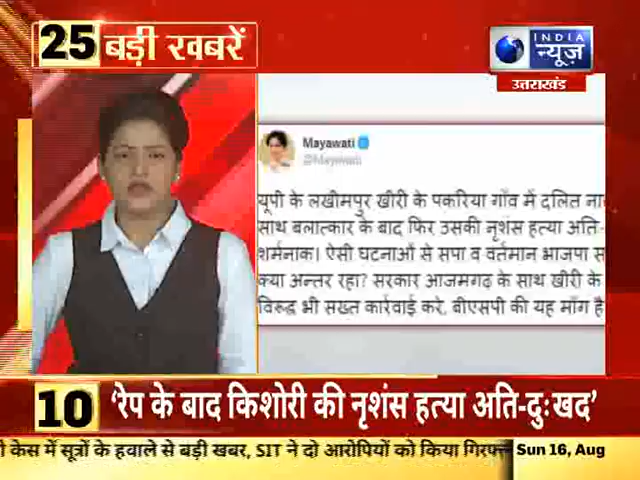 25 बड़ी खबरें
INDIA
न्यूज़
उत्तराखंड
Mayawati
@Mayawati
यूपी के लखीमपुर खीरी के पकरिया गाँव में दलित
साथ बलात्कार के बाद फिर उसकी नृशंस हत्या अति-
शर्मनाक। ऐसी घटनाओं से सपा व वर्तमान भाजपा
क्या अन्तर रहा? सरकार आजमगढ़ के साथ खीरी के
विरूद्ध भी सख्त कार्रवाई करे, बीएसपी की यह माँग है
10 'रेप के बाद किशोरी की नृशंस हत्या अति-दुःखद'
केस में सूत्रों के हवाले से बड़ी खबर, SIT ने दो आरोपियों को किया
Sun 16, Aug